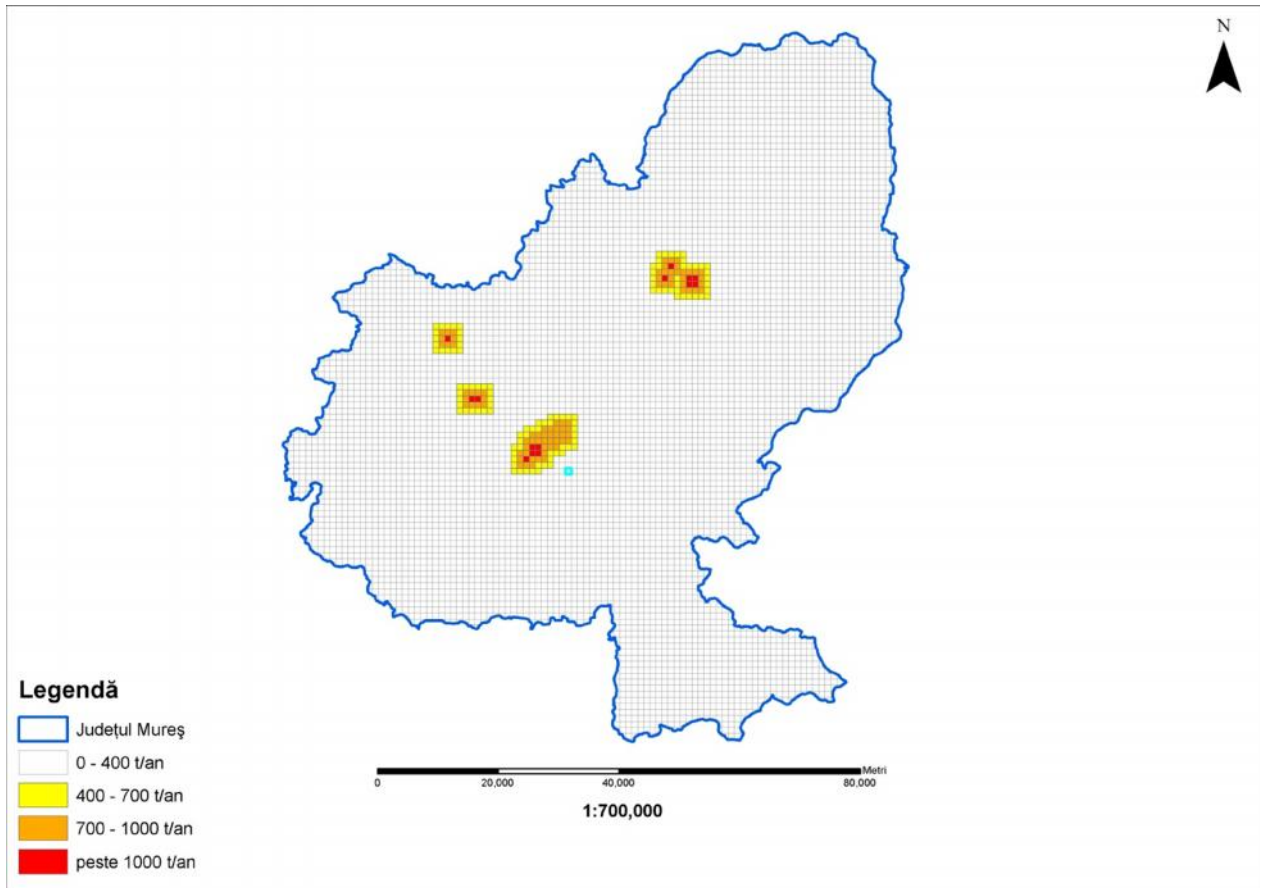 N
Legendă
Județul Mureş
0 - 400 t/an
400 - 700 t/an
700 - 1000 t/an
peste 1000 t/an
Metri
0 20,000 40,000 80,000
1:700,000